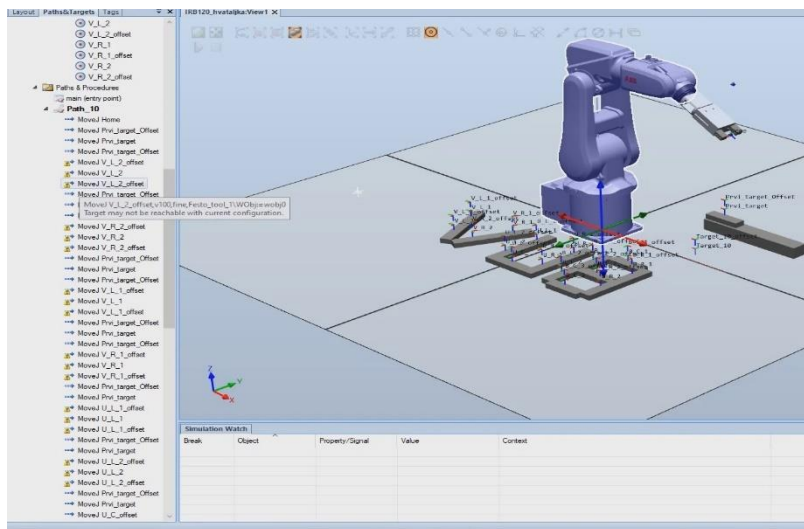 Layout Paths&Targets Tags
IRB120_hvataljka:View1
V_L_2
V_L_2_offset
V_R_1
V_R_1_offset
V_R_2
V_R_2_offset
Paths & Procedures
main (entry point)
Path_10
MoveJ Home
MoveJ Prvi_target_Offset
MoveJ Prvi_target
MoveJ Prvi_target_Offset
MoveJ V_L_2_offset
MoveJ V_L_2
MoveJ V_L_2_offset
MoveJ Prvi_target_Offset
MoveJ V_L_2_offset,v100,fine,Festo_tool_1\WObj:=wobj0
Target may not be reachable with current configuration.
MoveJ V_R_2_offset
MoveJ V_R_2
MoveJ V_R_2_offset
MoveJ Prvi_target_Offset
MoveJ Prvi_target
MoveJ Prvi_target_Offset
MoveJ V_L_1_offset
MoveJ V_L_1
MoveJ V_L_1_offset
MoveJ Prvi_target_Offset
MoveJ Prvi_target
MoveJ Prvi_target_Offset
MoveJ V_R_1_offset
MoveJ V_R_1
MoveJ V_R_1_offset
MoveJ Prvi_target_Offset
MoveJ Prvi_target
MoveJ U_L_1_offset
MoveJ U_L_1
MoveJ U_L_1_offset
MoveJ Prvi_target_Offset
MoveJ Prvi_target
MoveJ U_L_2_offset
MoveJ U_L_2
MoveJ U_L_2_offset
MoveJ Prvi_target_Offset
MoveJ Prvi_target
MoveJ U_C_offset
ABB
V_L_1_offset
V_L_1
Prvi_target_Offset
Prvi_target
Target_10
Z
Y
X
Simulation Watch
Break Object Property/Signal Value Context